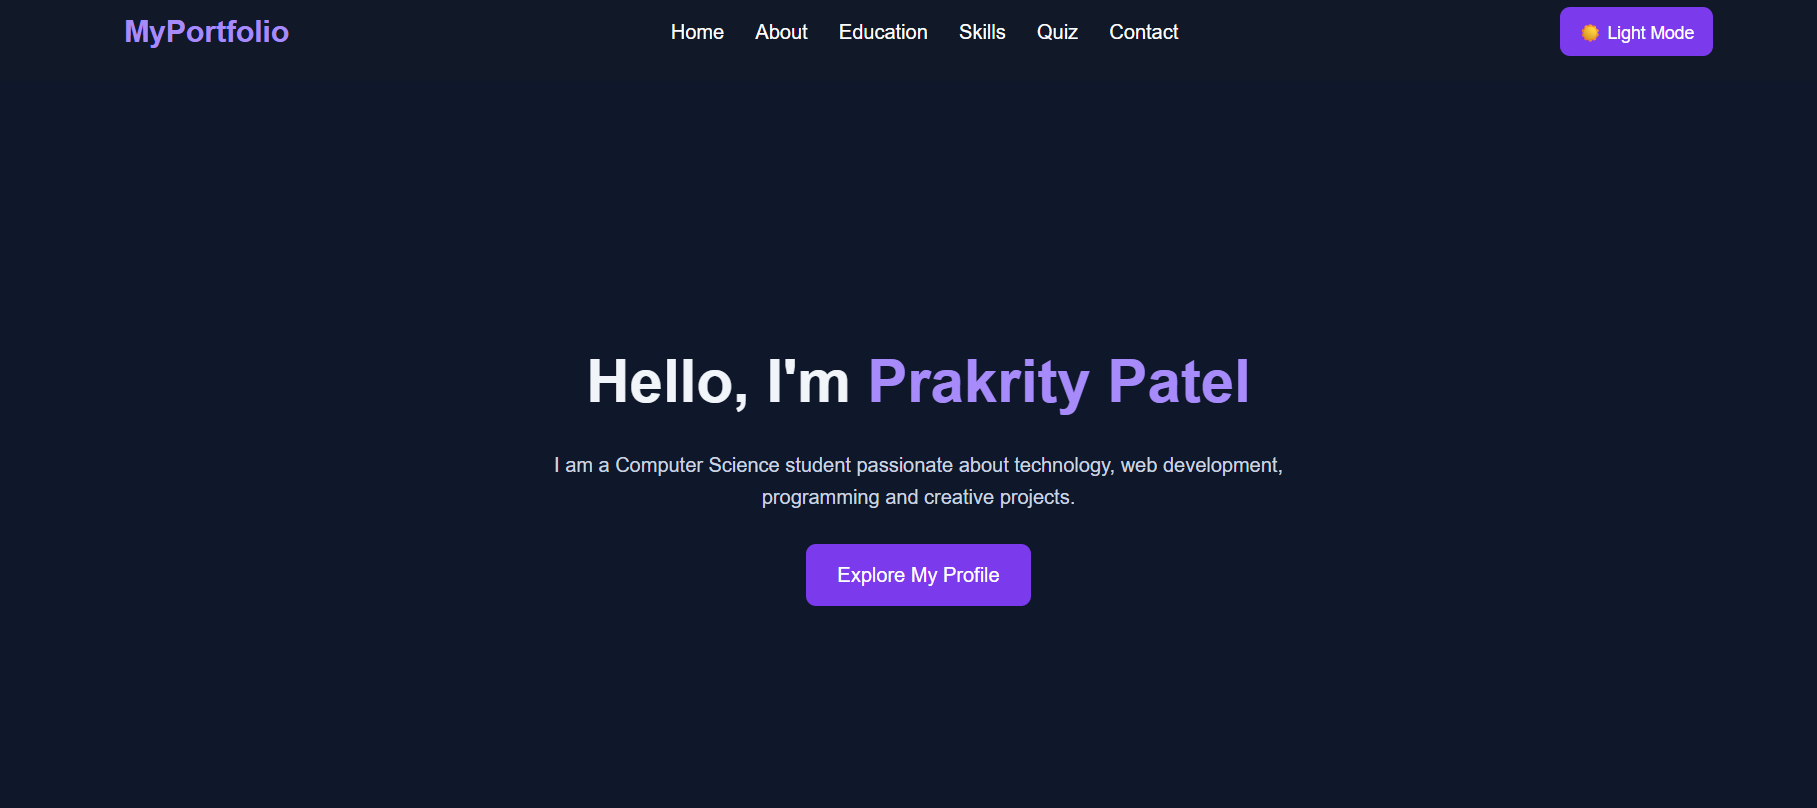 MyPortfolio
Home About Education Skills Quiz Contact
Light Mode
Hello, I'm Prakrity Patel
I am a Computer Science student passionate about technology, web development,
programming and creative projects.
Explore My Profile